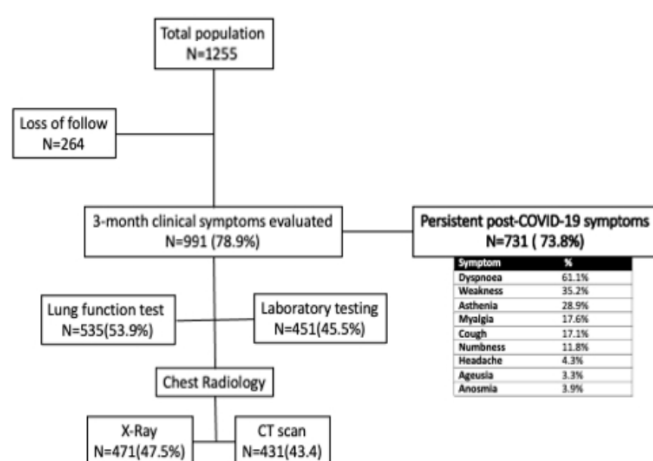 Total population
N=1255
Loss of follow
N=264
3-month clinical symptoms evaluated
N=991 (78.9%)
Persistent post-COVID-19 symptoms
N=731 ( 73.8%)
Symptom %
Dyspnoea 61.1%
Weakness 35.2%
Asthenia 28.9%
Myalgia 17.6%
Cough 17.1%
Numbness 11.8%
Headache 4.3%
Ageusia 3.3%
Anosmia 3.9%
Lung function test
N=535(53.9%)
Laboratory testing
N=451(45.5%)
Chest Radiology
X-Ray
N=471(47.5%)
CT scan
N=431(43.4)